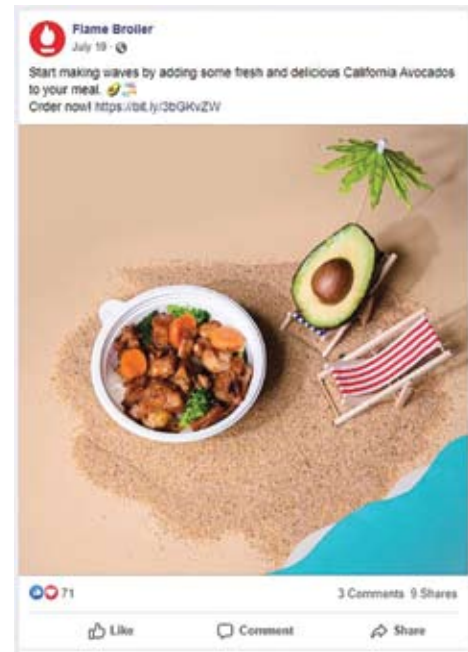 Flame Broiler
July 19 ·
Start making waves by adding some fresh and delicious California Avocados
to your meal. 🥑🏖️
Order now! https://bit.ly/3bGKvZW
71
3 Comments 9 Shares
Like
Comment
Share